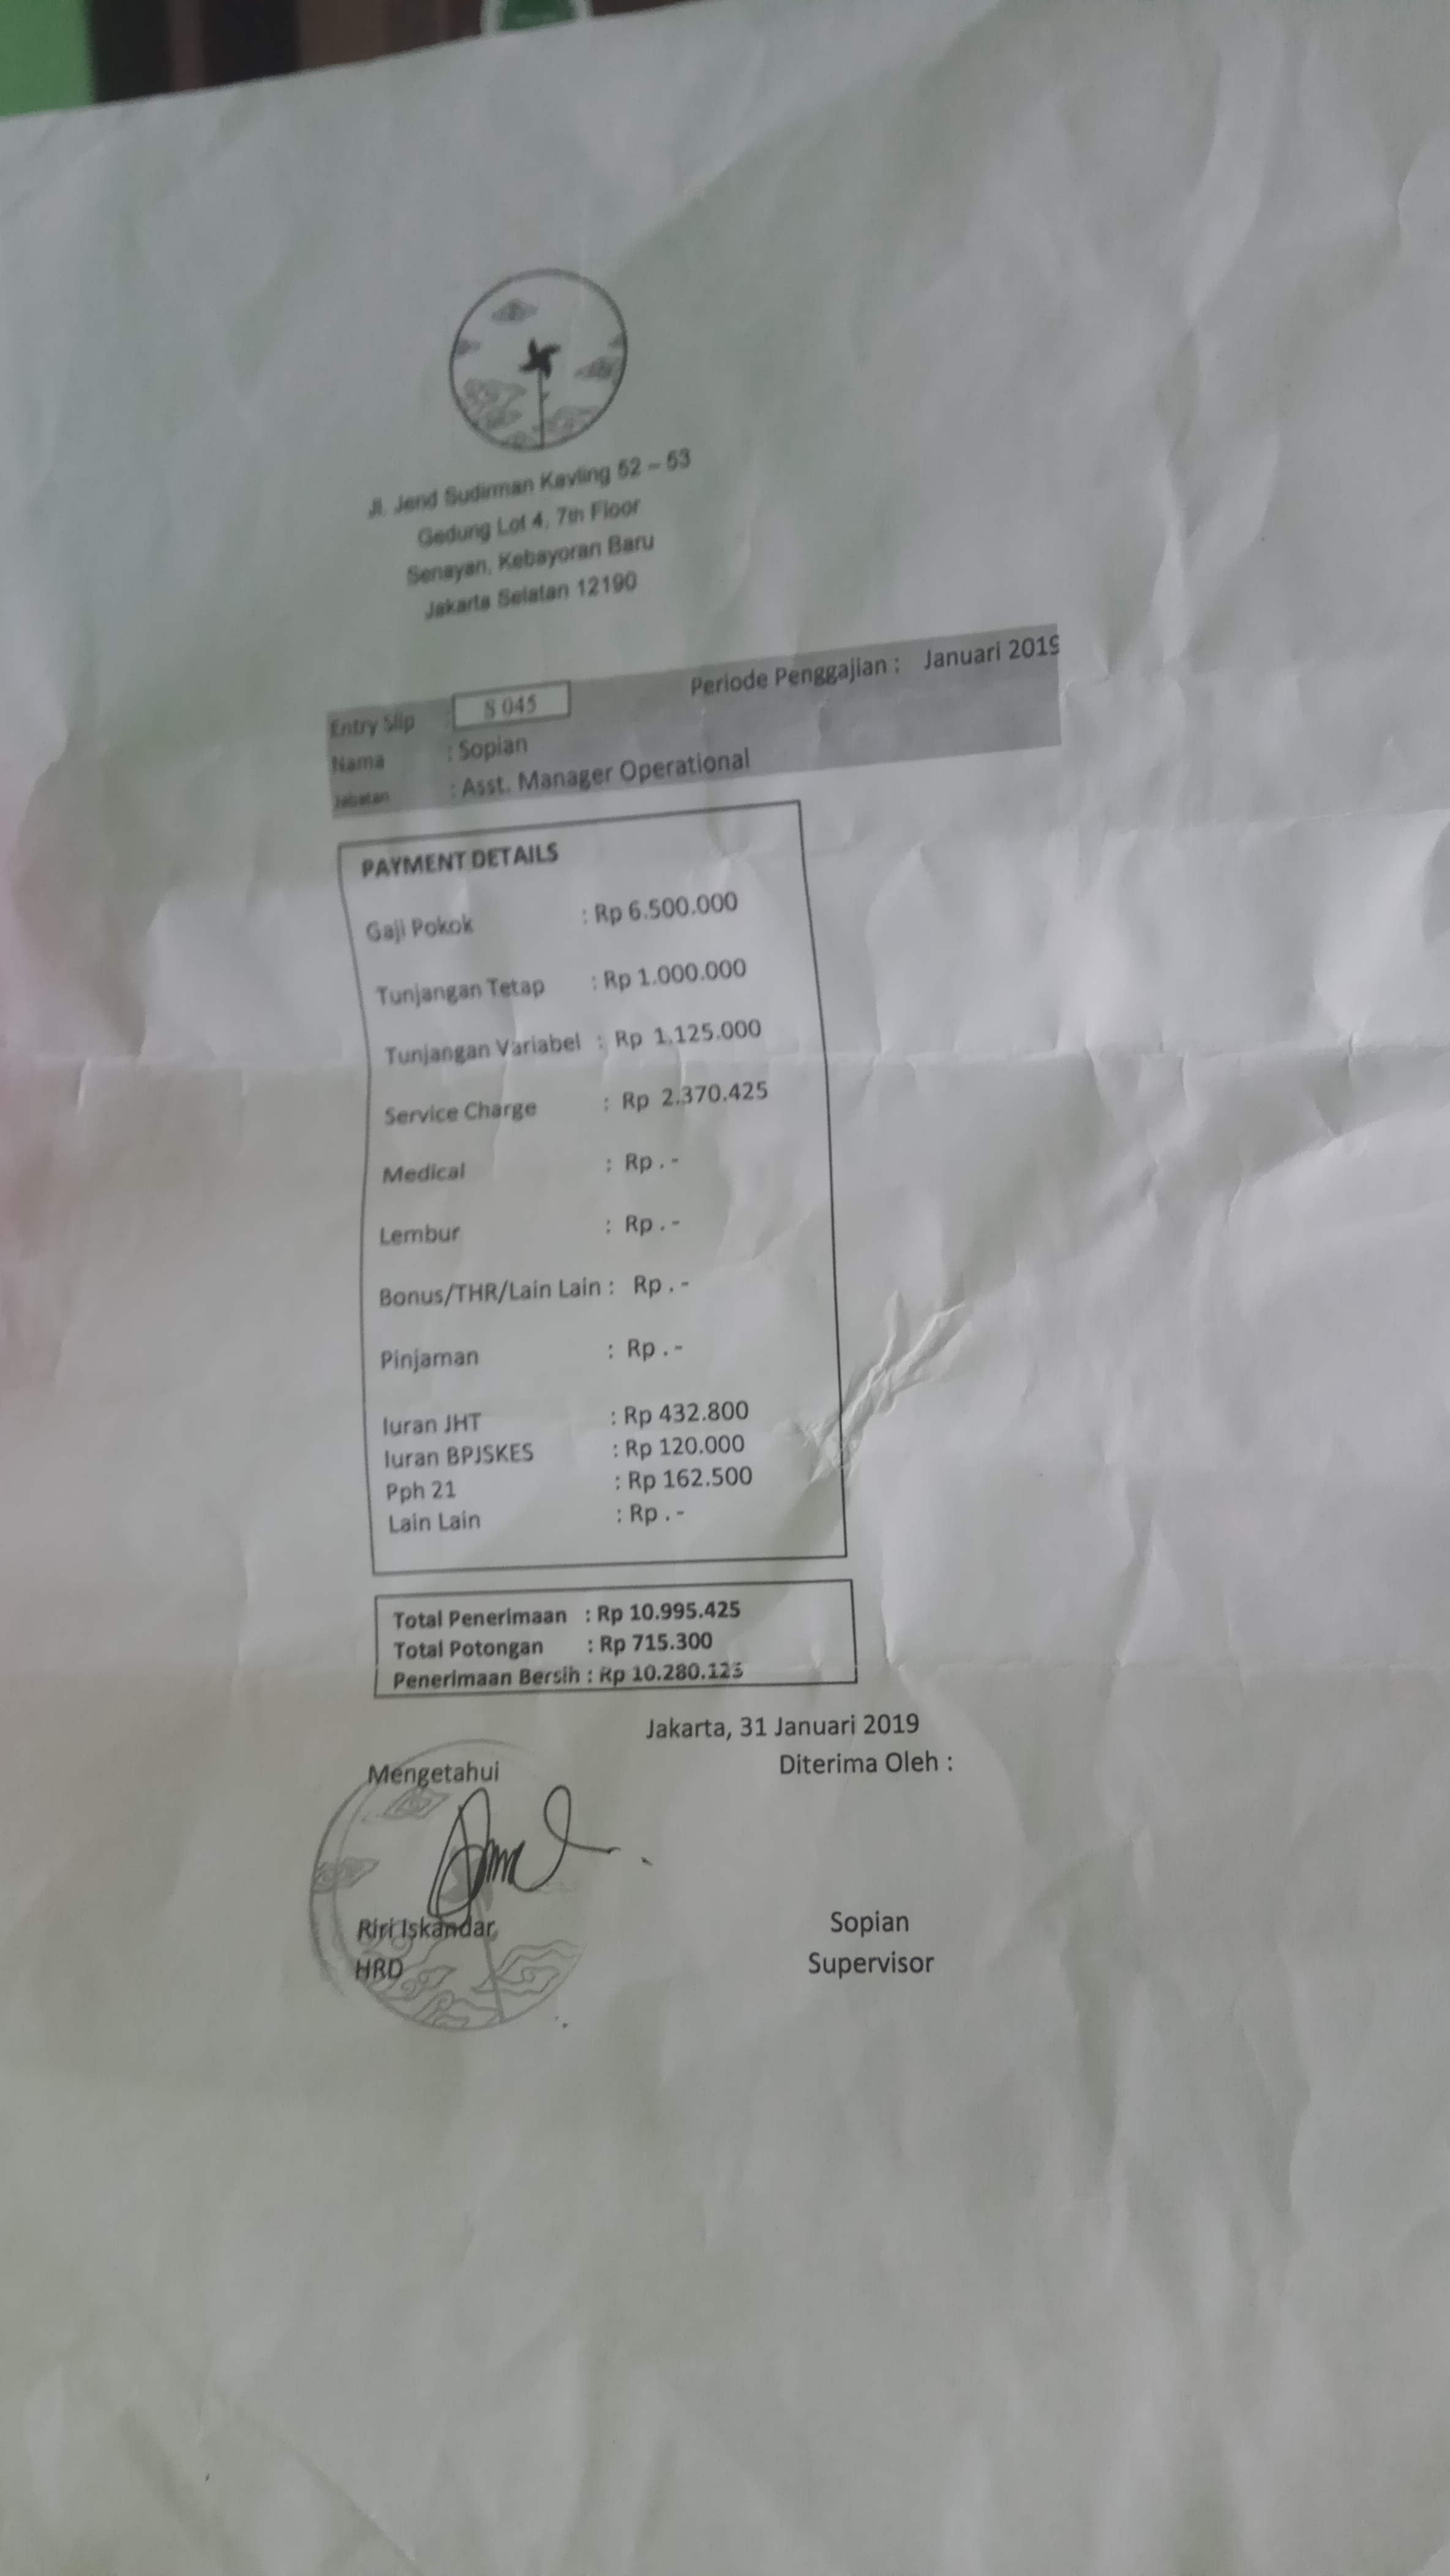 Jl. Jend Sudirman Kavling 52 – 53
Gedung Lot 4, 7th Floor
Senayan, Kebayoran Baru
Jakarta Selatan 12190
Periode Penggajian : Januari 2019
Entry Slip S 045
Nama : Sopian
Jabatan : Asst. Manager Operational
PAYMENT DETAILS
Gaji Pokok : Rp 6.500.000
Tunjangan Tetap : Rp 1.000.000
Tunjangan Variabel : Rp 1.125.000
Service Charge : Rp 2.370.425
Medical : Rp . -
Lembur : Rp . -
Bonus/THR/Lain Lain : Rp . -
Pinjaman : Rp . -
Iuran JHT : Rp 432.800
Iuran BPJSKES : Rp 120.000
Pph 21 : Rp 162.500
Lain Lain : Rp . -
Total Penerimaan : Rp 10.995.425
Total Potongan : Rp 715.300
Penerimaan Bersih : Rp 10.280.123
Jakarta, 31 Januari 2019
Mengetahui Diterima Oleh :
Riri Iskandar Sopian
HRD Supervisor